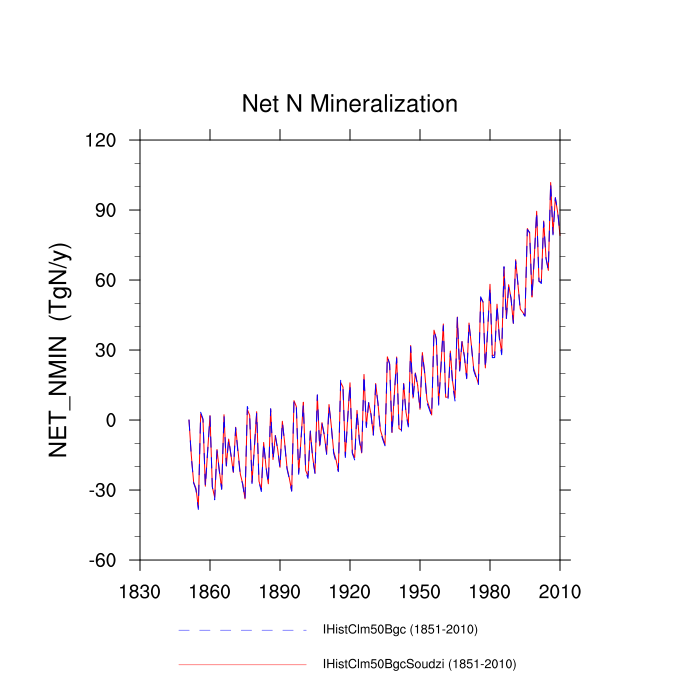 Net N Mineralization
NET_NMIN (TgN/y)
120
90
60
30
0
-30
-60
1830 1860 1890 1920 1950 1980 2010
IHistClm50Bgc (1851-2010)
IHistClm50BgcSoudzi (1851-2010)